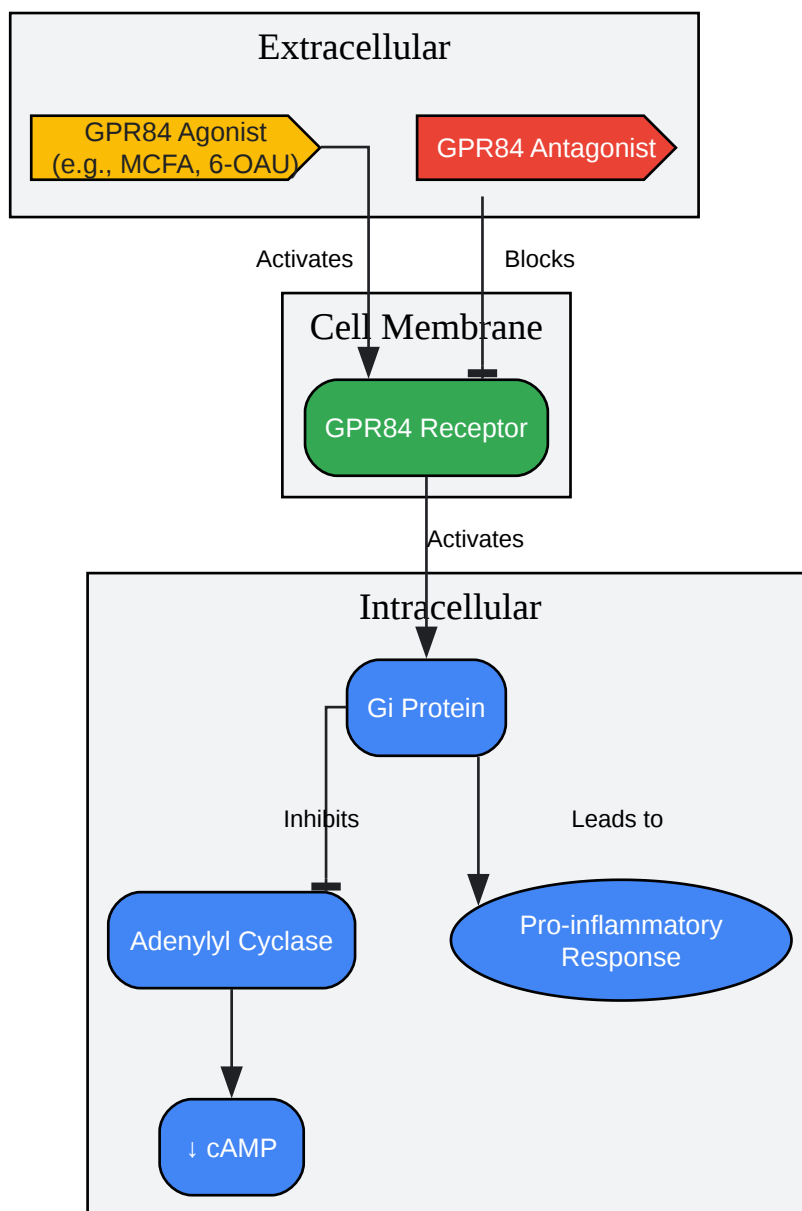 Extracellular
GPR84 Agonist
(e.g., MCFA, 6-OAU)
GPR84 Antagonist
Activates
Blocks
Cell Membrane
GPR84 Receptor
Activates
Intracellular
Gi Protein
Inhibits
Leads to
Adenylyl Cyclase
Pro-inflammatory
Response
↓ cAMP